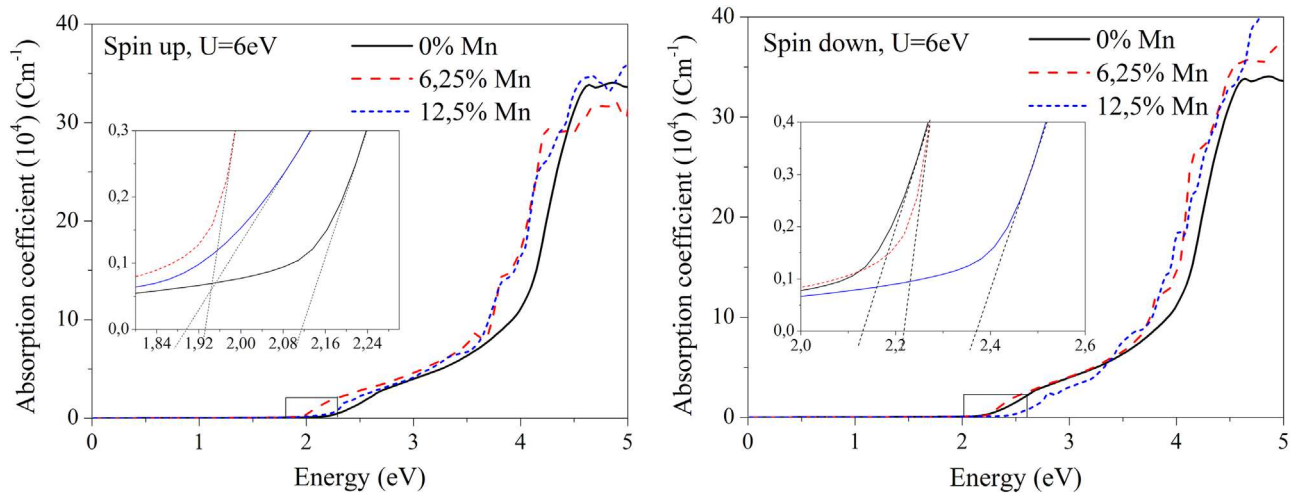 Spin up, U=6eV
0% Mn
6,25% Mn
12,5% Mn
Absorption coefficient (10⁴) (Cm⁻¹)
40
30
20
10
0
0,3
0,2
0,1
0,0
1,84 1,92 2,00 2,08 2,16 2,24
0 1 2 3 4 5
Energy (eV)
Spin down, U=6eV
0% Mn
6,25% Mn
12,5% Mn
Absorption coefficient (10⁴) (Cm⁻¹)
40
30
20
10
0
0,4
0,3
0,2
0,1
0,0
2,0 2,2 2,4 2,6
0 1 2 3 4 5
Energy (eV)